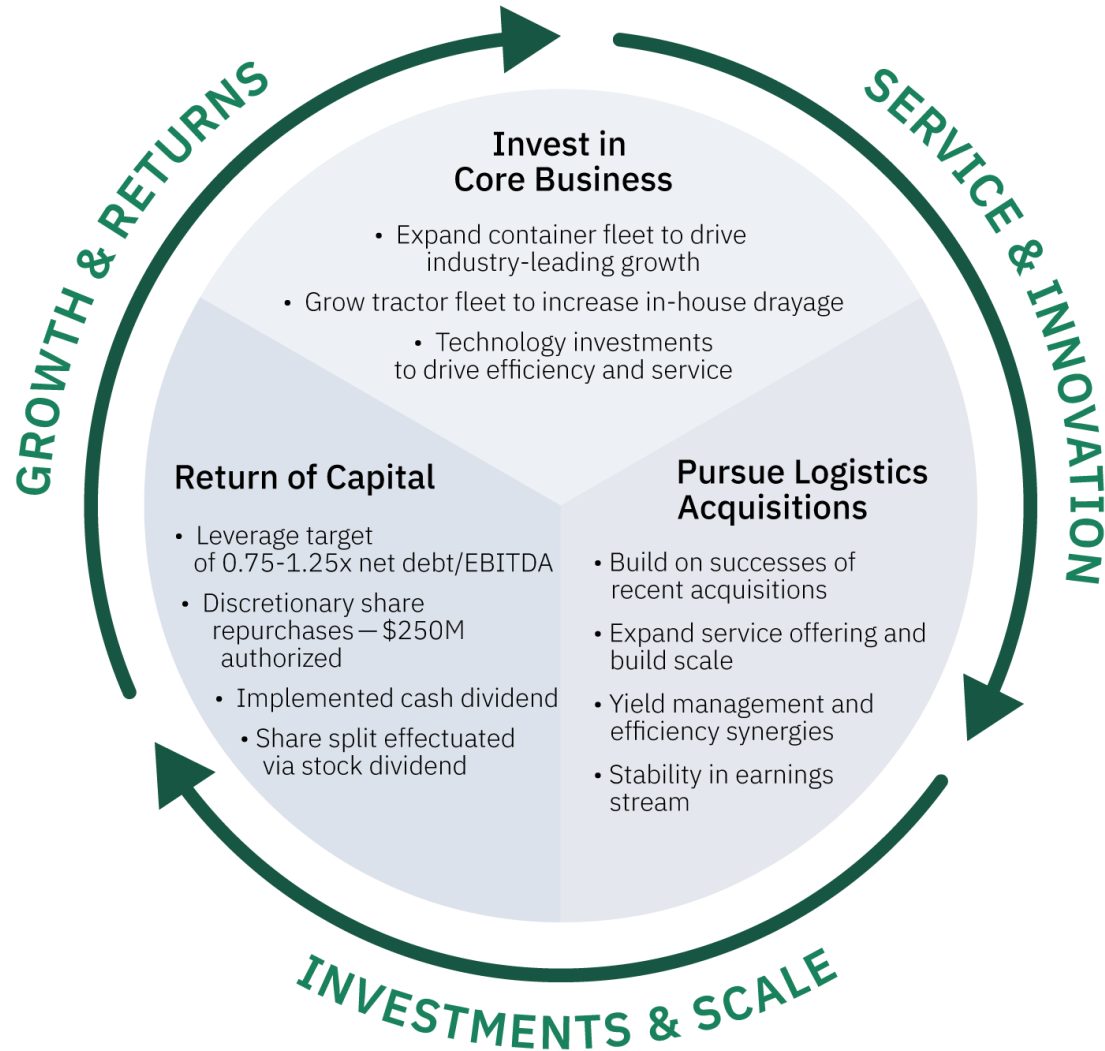 GROWTH & RETURNS
SERVICE & INNOVATION
Invest in
Core Business
• Expand container fleet to drive
industry-leading growth
• Grow tractor fleet to increase in-house drayage
• Technology investments
to drive efficiency and service
Return of Capital
• Leverage target
of 0.75-1.25x net debt/EBITDA
• Discretionary share
repurchases — $250M
authorized
• Implemented cash dividend
• Share split effectuated
via stock dividend
Pursue Logistics
Acquisitions
• Build on successes of
recent acquisitions
• Expand service offering and
build scale
• Yield management and
efficiency synergies
• Stability in earnings
stream
INVESTMENTS & SCALE